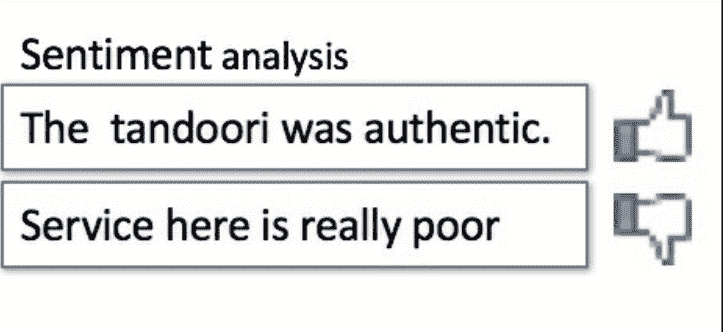 Sentiment analysis
The tandoori was authentic.
Service here is really poor